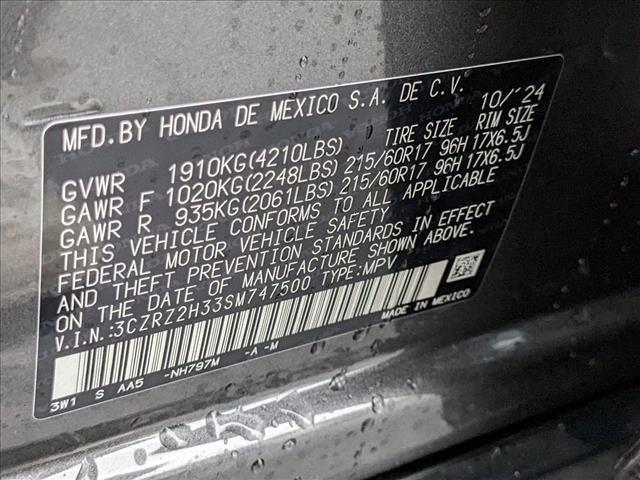 MFD.BY HONDA DE MEXICO S.A. DE C.V. 10/'24
GVWR 1910KG(4210LBS) TIRE SIZE RIM SIZE
GAWR F 1020KG(2248LBS) 215/60R17 96H 17X6.5J
GAWR R 935KG(2061LBS) 215/60R17 96H 17X6.5J
THIS VEHICLE CONFORMS TO ALL APPLICABLE
FEDERAL MOTOR VEHICLE SAFETY
AND THEFT PREVENTION STANDARDS IN EFFECT
ON THE DATE OF MANUFACTURE SHOWN ABOVE.
V.I.N.:3CZRZ2H33SM747500 TYPE:MPV
MADE IN MEXICO
3W1 S AA5 -NH797M -A -M